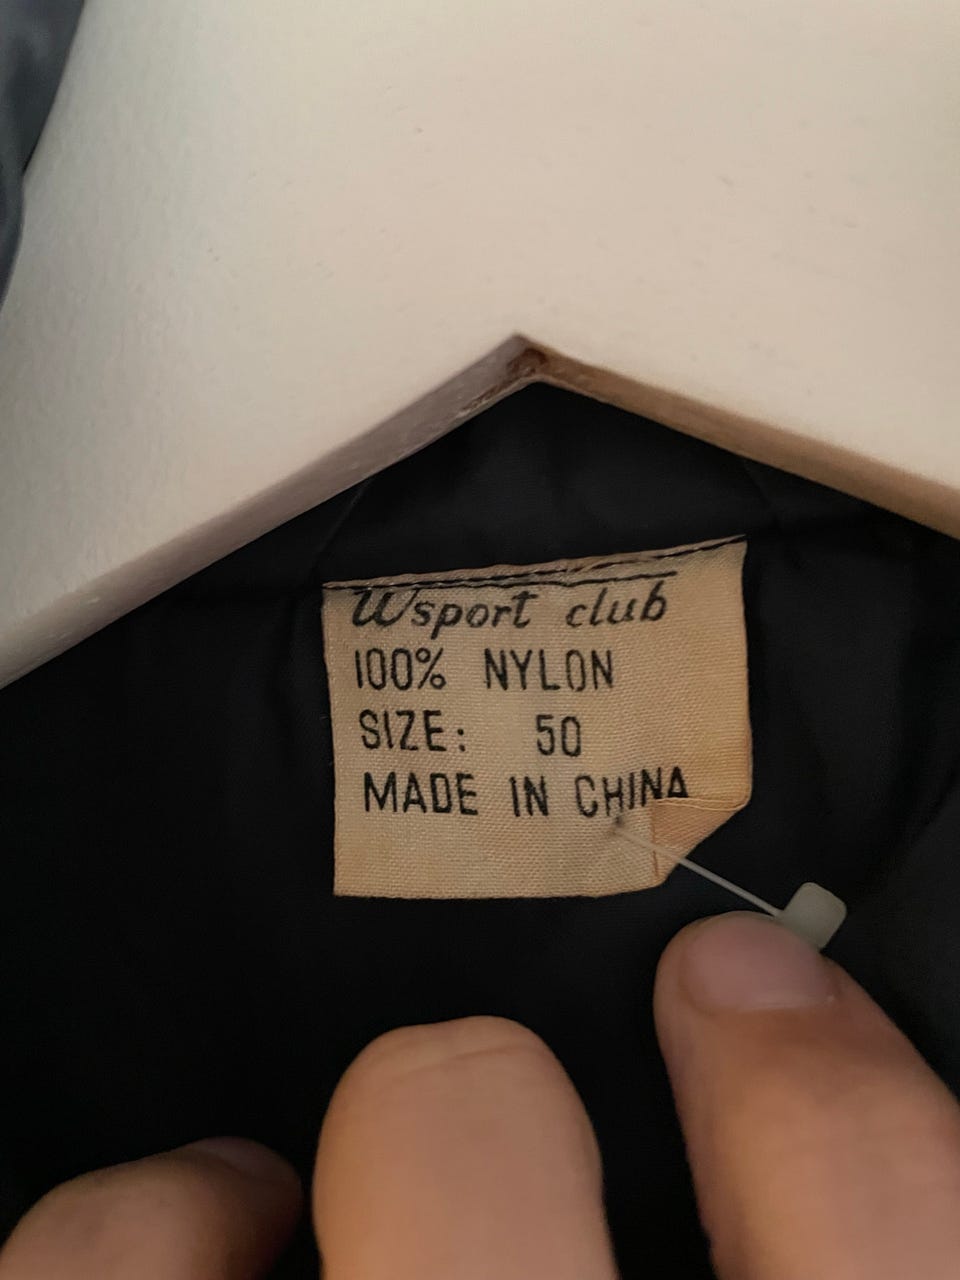 Wsport club
100% NYLON
SIZE: 50
MADE IN CHINA